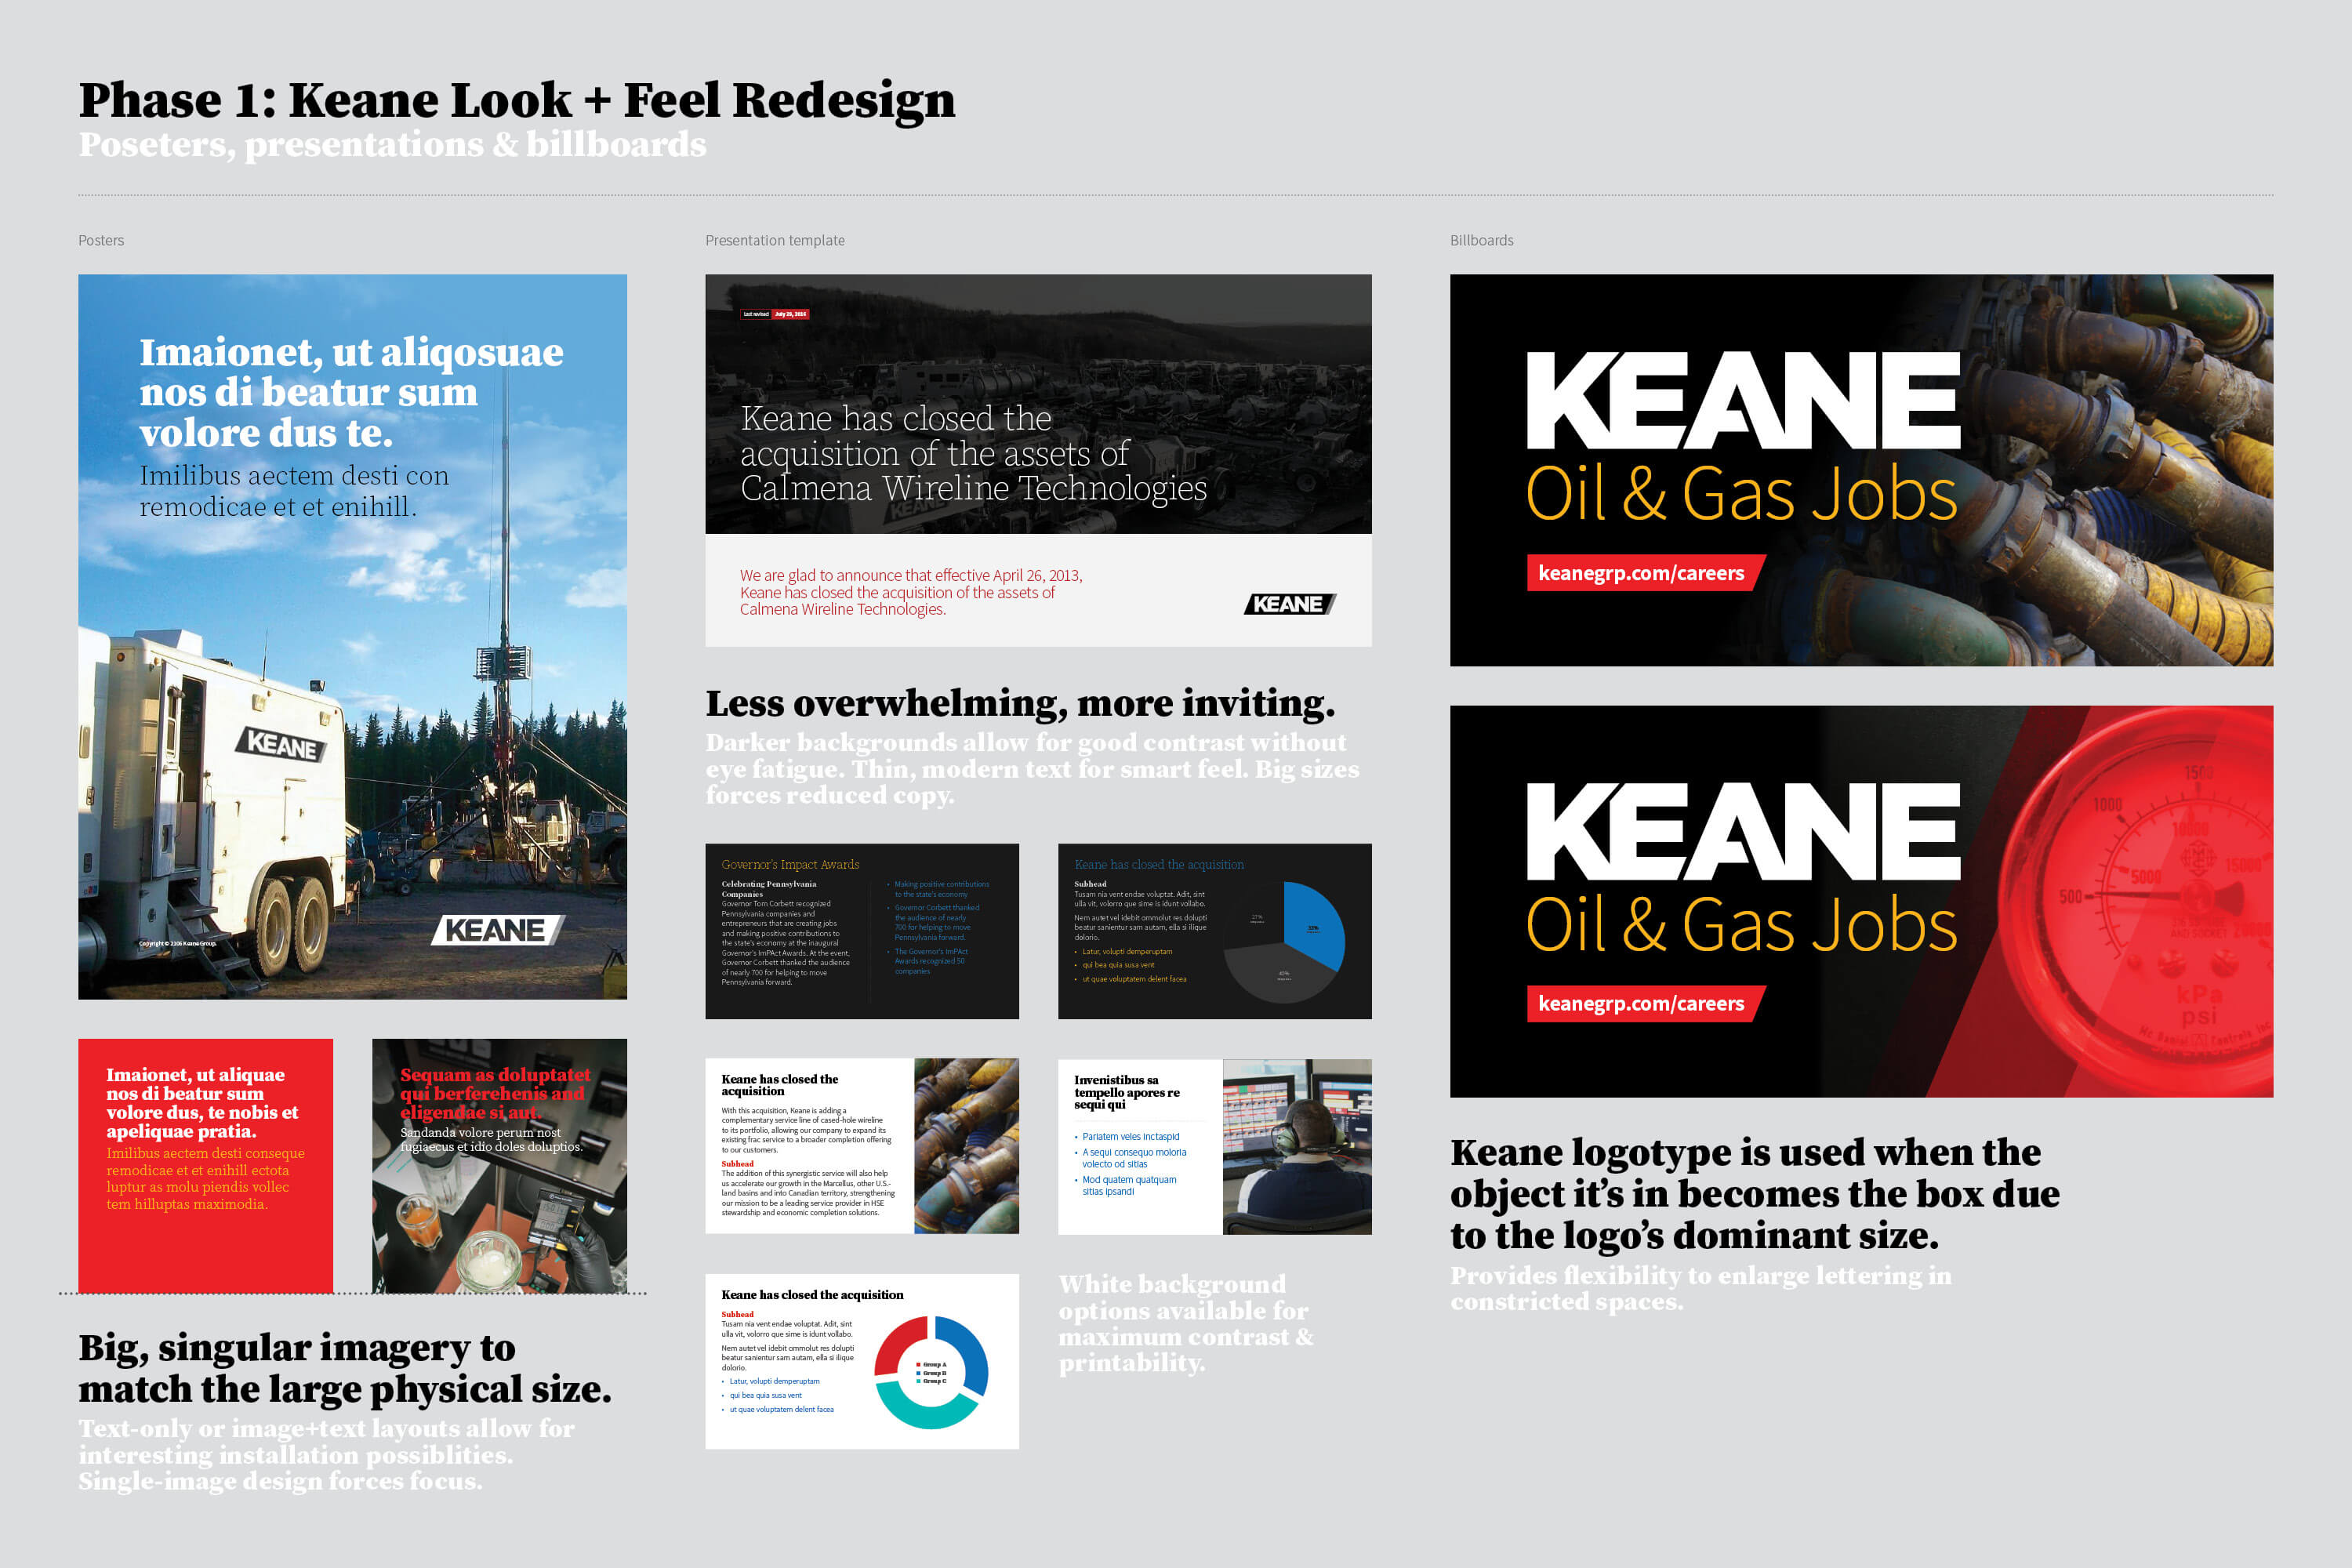 Phase 1: Keane Look + Feel Redesign
Poseters, presentations & billboards
Posters
Imaionet, ut aliqosuae
nos di beatur sum
volore dus te.
Imilibus aectem desti con
remodicae et et enihill.
KEANE
KEANE
Copyright © 2106 Keane Group.
Imaionet, ut aliquae
nos di beatur sum
volore dus, te nobis et
apeliquae pratia.
Imilibus aectem desti conseque
remodicae et et enihill ectota
luptur as molu piendis vollec
tem hilluptas maximodia.
Sequam as doluptatet
qui berferehenis and
eligendae si aut.
Sandanda volore perum nost
fugiaecus et idio doles doluptios.
Big, singular imagery to
match the large physical size.
Text-only or image+text layouts allow for
interesting installation possiblities.
Single-image design forces focus.
Presentation template
Last revised July 20, 2016
Keane has closed the
acquisition of the assets of
Calmena Wireline Technologies
KEANE
We are glad to announce that effective April 26, 2013,
Keane has closed the acquisition of the assets of
Calmena Wireline Technologies.
KEANE
Less overwhelming, more inviting.
Darker backgrounds allow for good contrast without
eye fatigue. Thin, modern text for smart feel. Big sizes
forces reduced copy.
Governor's Impact Awards
Celebrating Pennsylvania
Companies
Governor Tom Corbett recognized
Pennsylvania companies and
entrepreneurs that are creating jobs
and making positive contributions to
the state's economy at the inaugural
Governor's ImPAct Awards. At the event,
Governor Corbett thanked the audience
of nearly 700 for helping to move
Pennsylvania forward.
• Making positive contributions
to the state's economy
• Governor Corbett thanked
the audience of nearly
700 for helping to move
Pennsylvania forward.
• The Governor's ImPAct
Awards recognized 50
companies
Keane has closed the acquisition
Subhead
Tusam nia vent endae voluptat. Adit, sint
ulla vit, volorro que sime is idunt vollabo.
Nem autet vel idebit ommolut res dolupti
beatur sanientur sam autam, ella si ilique
dolorio.
• Latur, volupti demperuptam
• qui bea quia susa vent
• ut quae voluptatem delent facea
27%
33%
40%
Keane has closed the
acquisition
With this acquisition, Keane is adding a
complementary service line of cased-hole wireline
to its portfolio, allowing our company to expand its
existing frac service to a broader completion offering
to our customers.
Subhead
The addition of this synergistic service will also help
us accelerate our growth in the Marcellus, other U.S.-
land basins and into Canadian territory, strengthening
our mission to be a leading service provider in HSE
stewardship and economic completion solutions.
Invenistibus sa
tempello apores re
sequi qui
• Pariatem veles inctaspid
• A sequi consequo moloria
volecto od sitias
• Mod quatem quatquam
sitias ipsandi
Keane has closed the acquisition
Subhead
Tusam nia vent endae voluptat. Adit, sint
ulla vit, volorro que sime is idunt vollabo.
Nem autet vel idebit ommolut res dolupti
beatur sanientur sam autam, ella si ilique
dolorio.
• Latur, volupti demperuptam
• qui bea quia susa vent
• ut quae voluptatem delent facea
Group A
Group B
Group C
White background
options available for
maximum contrast &
printability.
Billboards
KEANE
Oil & Gas Jobs
keanegrp.com/careers
KEANE
Oil & Gas Jobs
keanegrp.com/careers
1500
1000
10000
15000
5000
500
kPa
psi
Keane logotype is used when the
object it's in becomes the box due
to the logo's dominant size.
Provides flexibility to enlarge lettering in
constricted spaces.